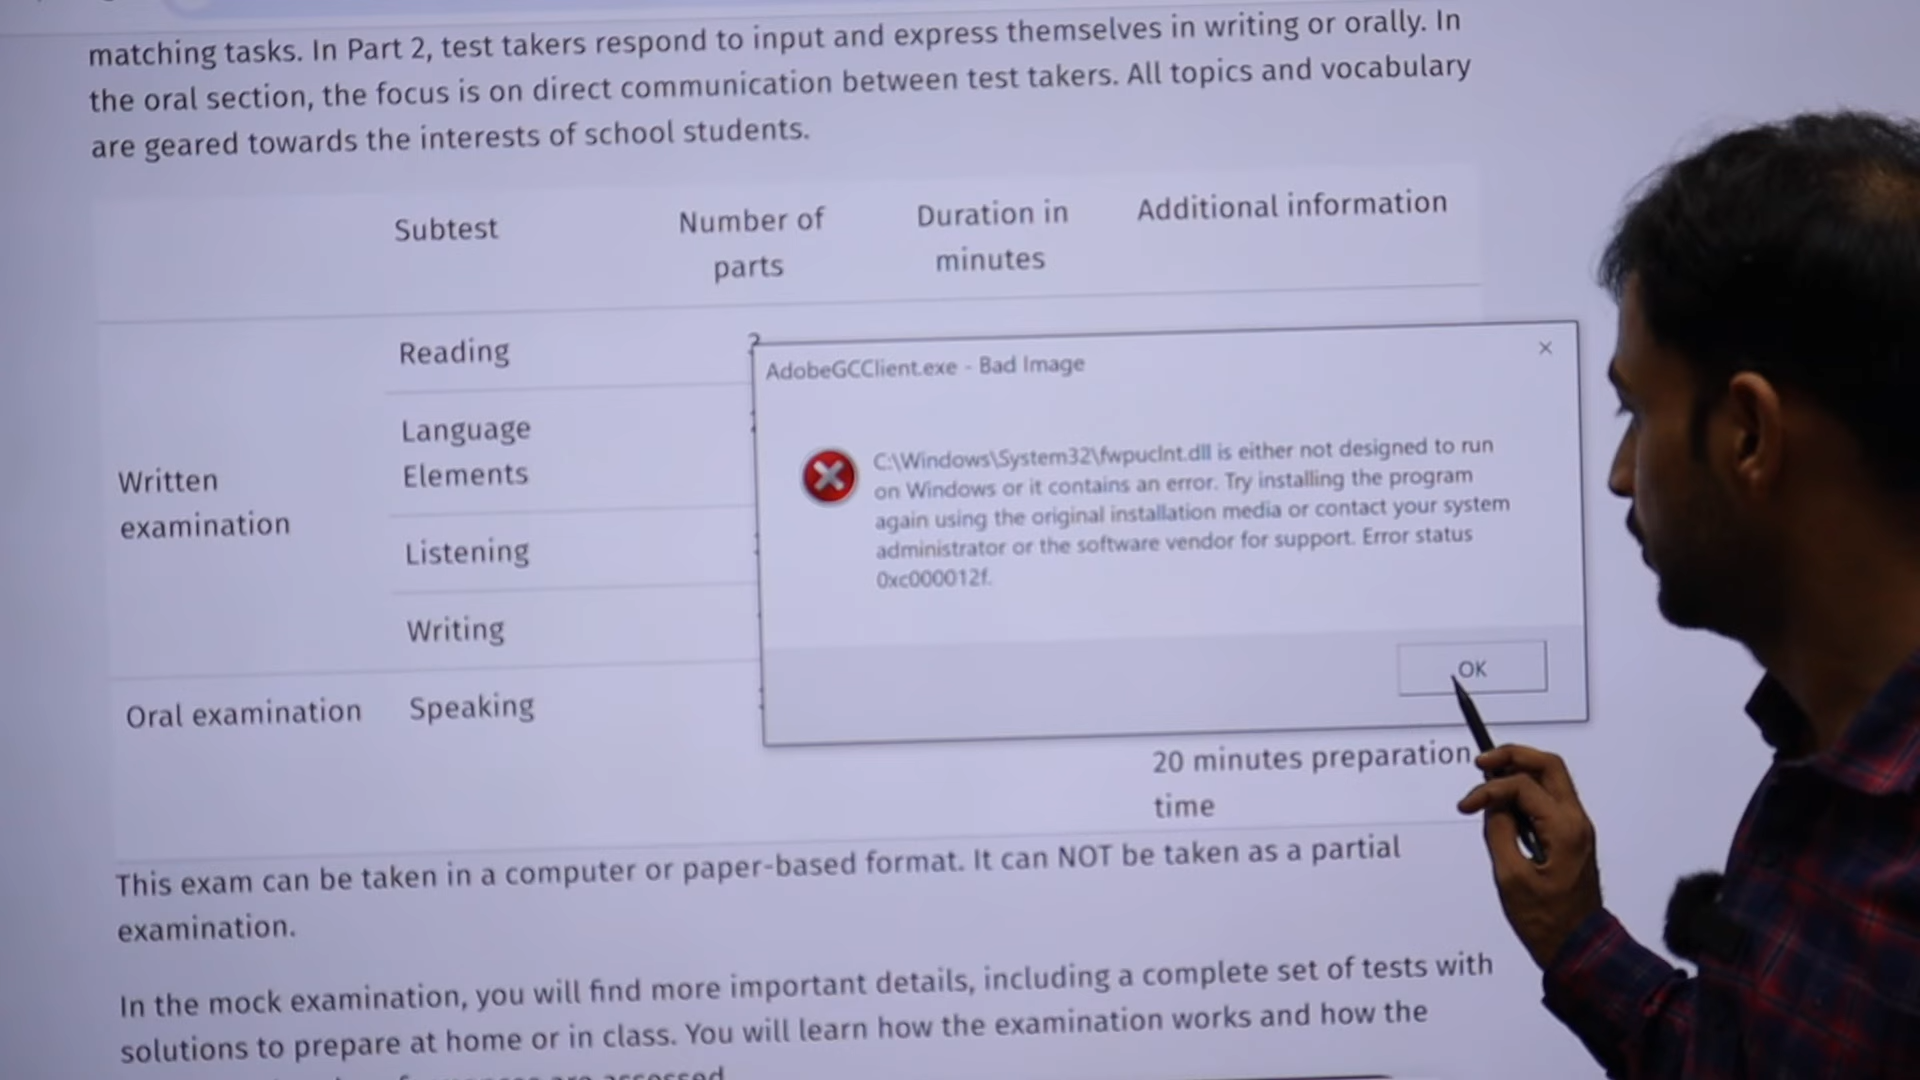 matching tasks. In Part 2, test takers respond to input and express themselves in writing or orally. In
the oral section, the focus is on direct communication between test takers. All topics and vocabulary
are geared towards the interests of school students.
Subtest
Number of
parts
Duration in
minutes
Additional information
Written
examination
Reading
Language
Elements
Listening
Writing
Oral examination
Speaking
AdobeGCClient.exe - Bad Image
×
C:\Windows\System32\fwpuclnt.dll is either not designed to run
on Windows or it contains an error. Try installing the program
again using the original installation media or contact your system
administrator or the software vendor for support. Error status
0xc000012f.
OK
20 minutes preparation
time
This exam can be taken in a computer or paper-based format. It can NOT be taken as a partial
examination.
In the mock examination, you will find more important details, including a complete set of tests with
solutions to prepare at home or in class. You will learn how the examination works and how the